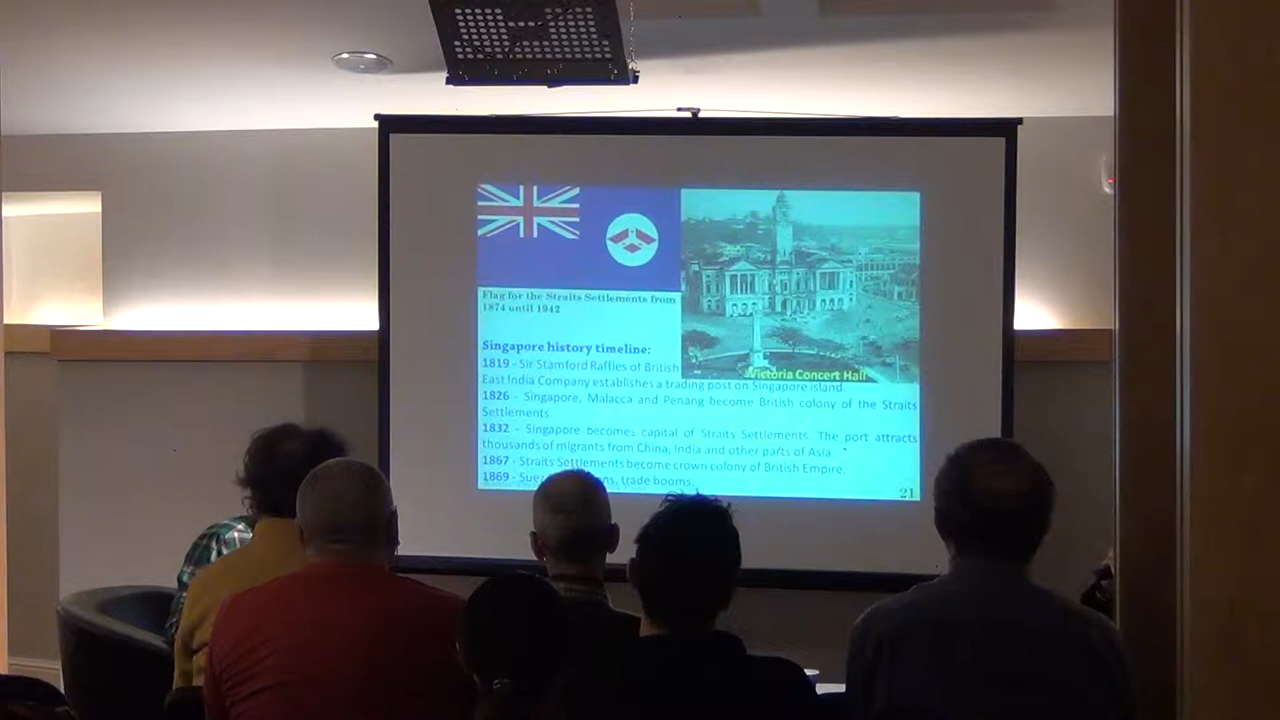 Flag for the Straits Settlements from
1874 until 1942
Victoria Concert Hall
Singapore history timeline:
1819 - Sir Stamford Raffles of British
East India Company establishes a trading post on Singapore island.
1826 - Singapore, Malacca and Penang become British colony of the Straits
Settlements.
1832 - Singapore becomes capital of Straits Settlements. The port attracts
thousands of migrants from China, India and other parts of Asia.
1867 - Straits Settlements become crown colony of British Empire.
1869 - Suez ns, trade booms.
21